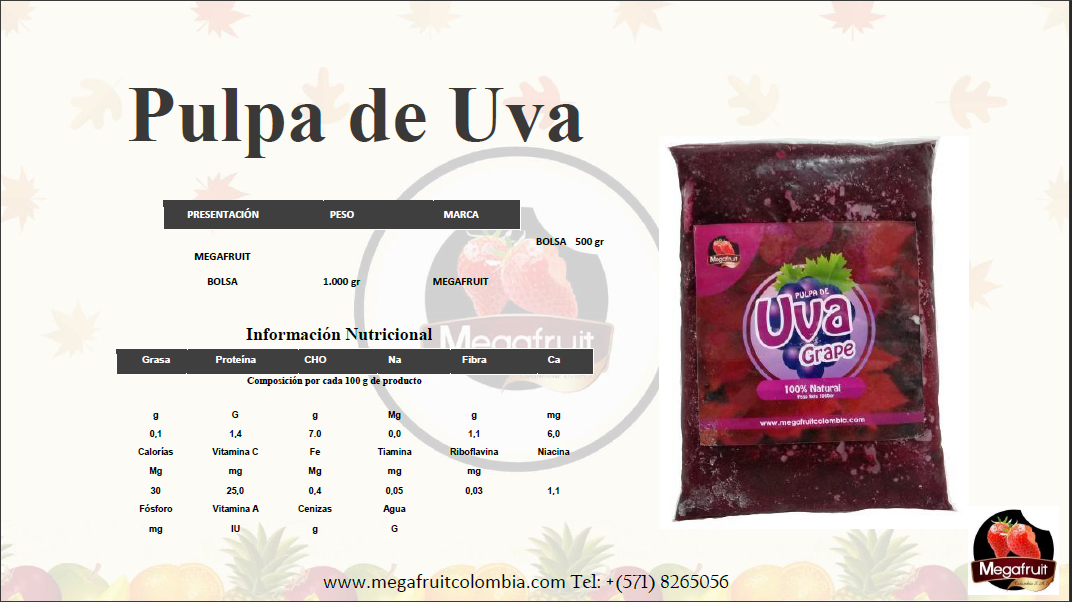 Pulpa de Uva
PRESENTACIÓN PESO MARCA
BOLSA 500 gr
MEGAFRUIT
BOLSA 1.000 gr MEGAFRUIT
Megafruit
Información Nutricional
Grasa Proteína CHO Na Fibra Ca
Composición por cada 100 g de producto
g G g Mg g mg
0,1 1,4 7.0 0,0 1,1 6,0
Calorías Vitamina C Fe Tiamina Riboflavina Niacina
Mg mg Mg mg mg
30 25,0 0,4 0,05 0,03 1,1
Fósforo Vitamina A Cenizas Agua
mg IU g G
Megafruit
PULPA DE
Uva
Grape
100% Natural
www.megafruitcolombia.com
Megafruit
www.megafruitcolombia.com Tel: +(571) 8265056